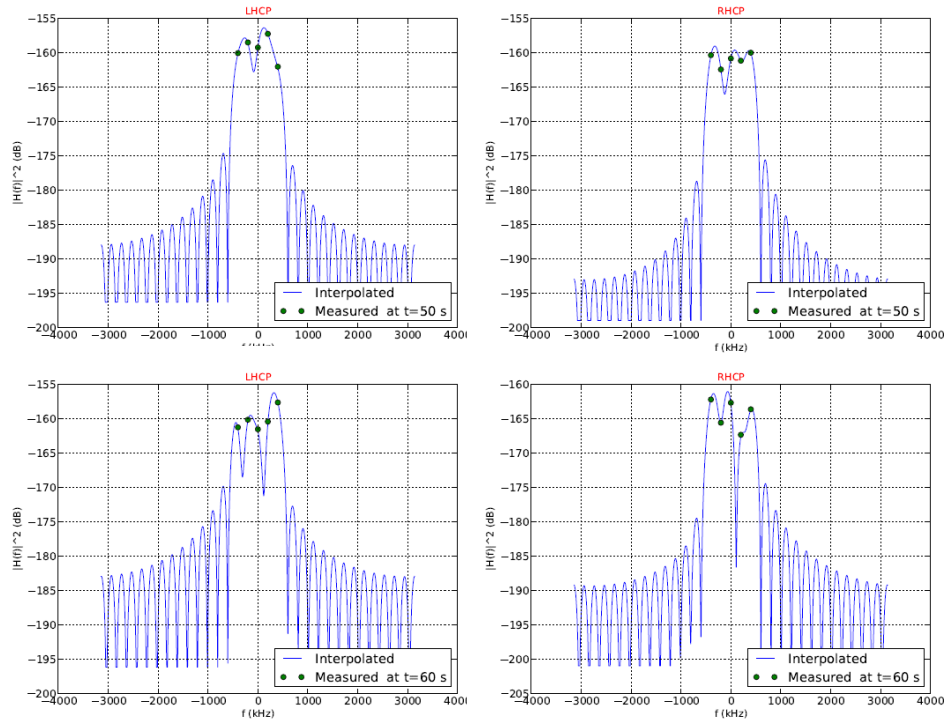 LHCP
|H(f)|^2 (dB)
−155
−160
−165
−170
−175
−180
−185
−190
−195
−200
Interpolated
Measured at t=50 s
−4000 −3000 −2000 −1000 0 1000 2000 3000 4000
f (kHz)
RHCP
|H(f)|^2 (dB)
−155
−160
−165
−170
−175
−180
−185
−190
−195
−200
Interpolated
Measured at t=50 s
−4000 −3000 −2000 −1000 0 1000 2000 3000 4000
f (kHz)
LHCP
|H(f)|^2 (dB)
−155
−160
−165
−170
−175
−180
−185
−190
−195
−200
Interpolated
Measured at t=60 s
−4000 −3000 −2000 −1000 0 1000 2000 3000 4000
f (kHz)
RHCP
|H(f)|^2 (dB)
−160
−165
−170
−175
−180
−185
−190
−195
−200
−205
Interpolated
Measured at t=60 s
−4000 −3000 −2000 −1000 0 1000 2000 3000 4000
f (kHz)